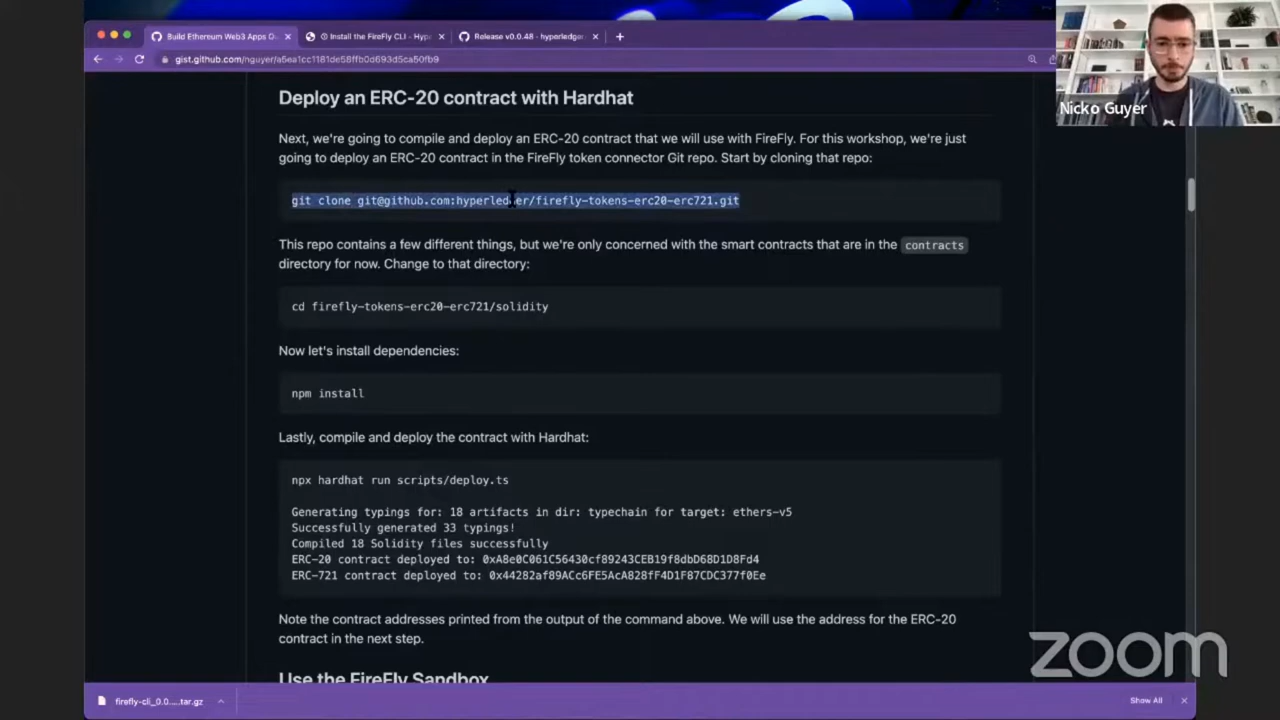 Build Ethereum Web3 Apps O
Install the FireFly CLI - Hype
Release v0.0.48 · hyperledger
gist.github.com/nguyer/a5ea1cc1181de58ffb0d693d5ca50fb9
Nicko Guyer
Deploy an ERC-20 contract with Hardhat
Next, we're going to compile and deploy an ERC-20 contract that we will use with FireFly. For this workshop, we're just
going to deploy an ERC-20 contract in the FireFly token connector Git repo. Start by cloning that repo:
git clone git@github.com:hyperledger/firefly-tokens-erc20-erc721.git
This repo contains a few different things, but we're only concerned with the smart contracts that are in the contracts
directory for now. Change to that directory:
cd firefly-tokens-erc20-erc721/solidity
Now let's install dependencies:
npm install
Lastly, compile and deploy the contract with Hardhat:
npx hardhat run scripts/deploy.ts
Generating typings for: 18 artifacts in dir: typechain for target: ethers-v5
Successfully generated 33 typings!
Compiled 18 Solidity files successfully
ERC-20 contract deployed to: 0xA8e0C061C56430cf89243CEB19f8dbD68D1D8Fd4
ERC-721 contract deployed to: 0x44282af89ACc6FE5AcA828fF4D1F87CDC377f0Ee
Note the contract addresses printed from the output of the command above. We will use the address for the ERC-20
contract in the next step.
Use the FireFly Sandbox
zoom
firefly-cli_0.0....tar.gz
Show All